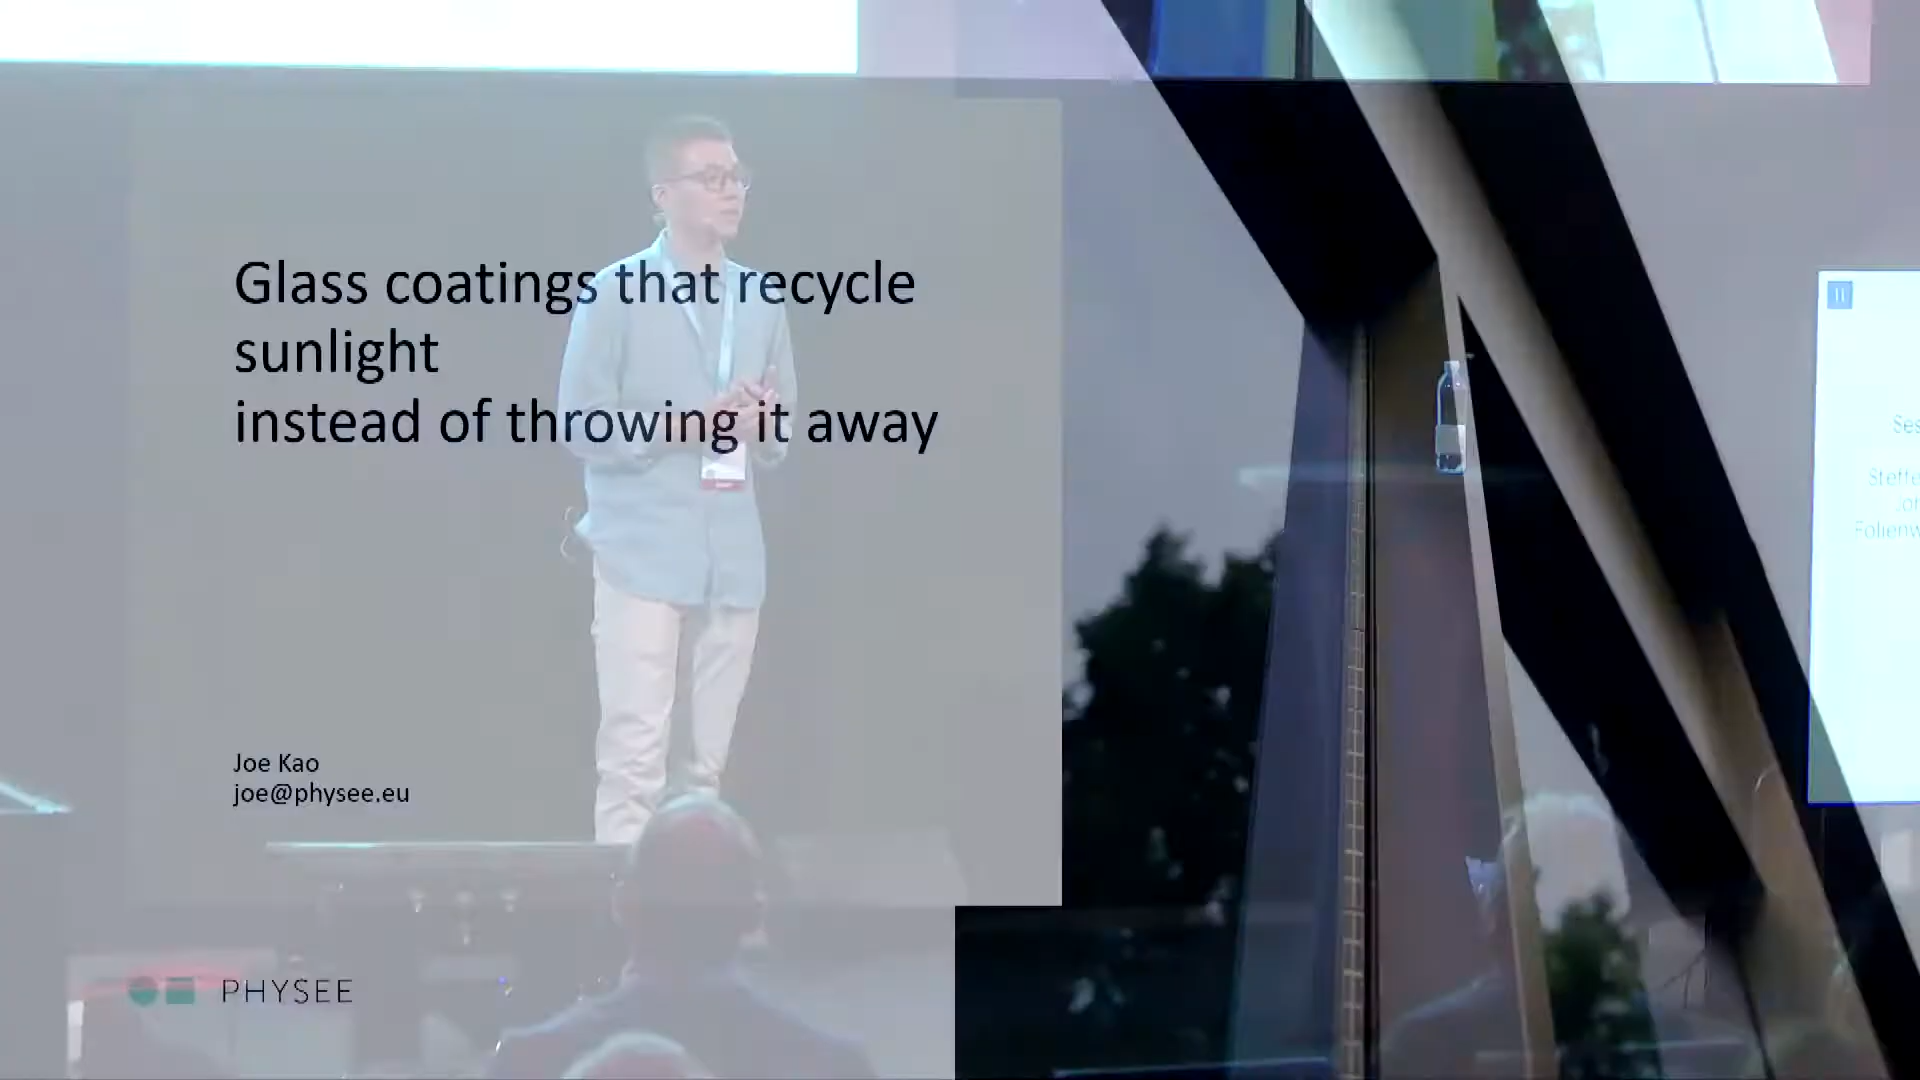 Glass coatings that recycle
sunlight
instead of throwing it away
Joe Kao
joe@physee.eu
PHYSEE